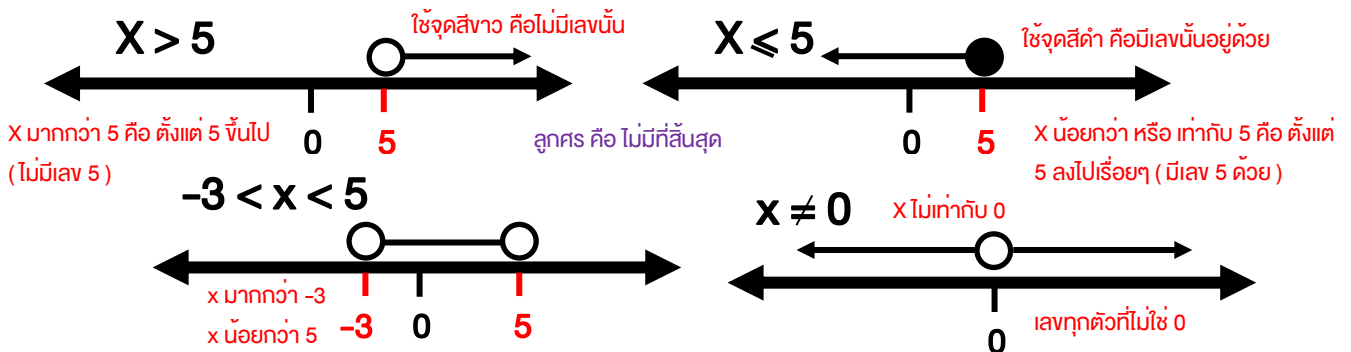 X > 5
ใช้จุดสีขาว คือไม่มีเลขนั้น
0
5
X มากกว่า 5 คือ ตั้งแต่ 5 ขึ้นไป
( ไม่มีเลข 5 )
ลูกศร คือ ไม่มีที่สิ้นสุด
X ⩽ 5
ใช้จุดสีดำ คือมีเลขนั้นอยู่ด้วย
0
5
X น้อยกว่า หรือ เท่ากับ 5 คือ ตั้งแต่
5 ลงไปเรื่อยๆ ( มีเลข 5 ด้วย )
-3 < x < 5
x มากกว่า -3
x น้อยกว่า 5
-3
0
5
x ≠ 0
X ไม่เท่ากับ 0
0
เลขทุกตัวที่ไม่ใช่ 0